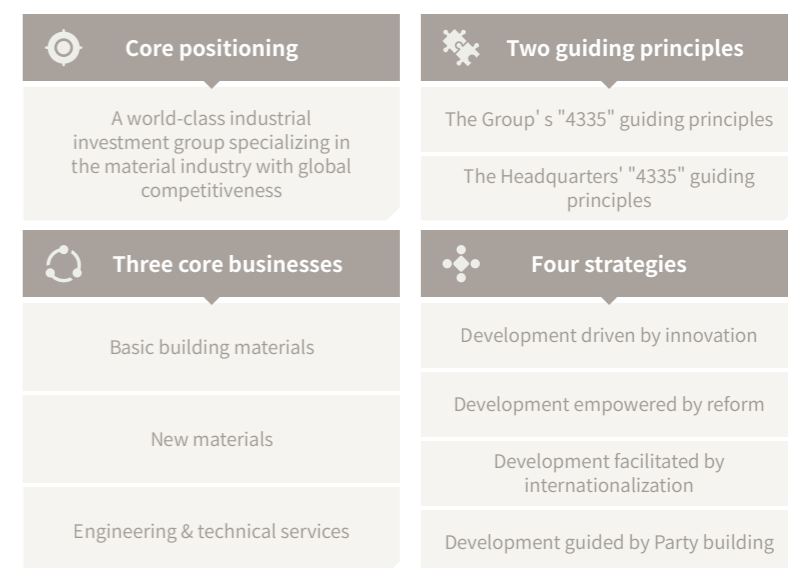 Core positioning
A world-class industrial
investment group specializing in
the material industry with global
competitiveness
Two guiding principles
The Group' s "4335" guiding principles
The Headquarters' "4335" guiding
principles
Three core businesses
Basic building materials
New materials
Engineering & technical services
Four strategies
Development driven by innovation
Development empowered by reform
Development facilitated by
internationalization
Development guided by Party building